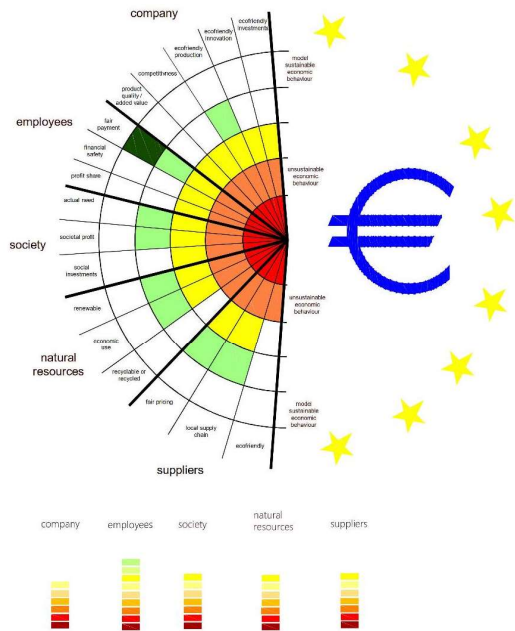 company
ecofriendly
investments
ecofriendly
innovation
ecofriendly
production
competitivness
product
quality /
added value
model
sustainable
economic
behaviour
employees
fair
payment
financial
safety
profit share
unsustainable
economic
behaviour
actual need
society
societal profit
social
investments
renewable
unsustainable
economic
behaviour
natural
resources
economic
use
recyclable or
recycled
fair pricing
local supply
chain
ecofriendly
model
sustainable
economic
behaviour
suppliers
€
company
employees
society
natural
resources
suppliers